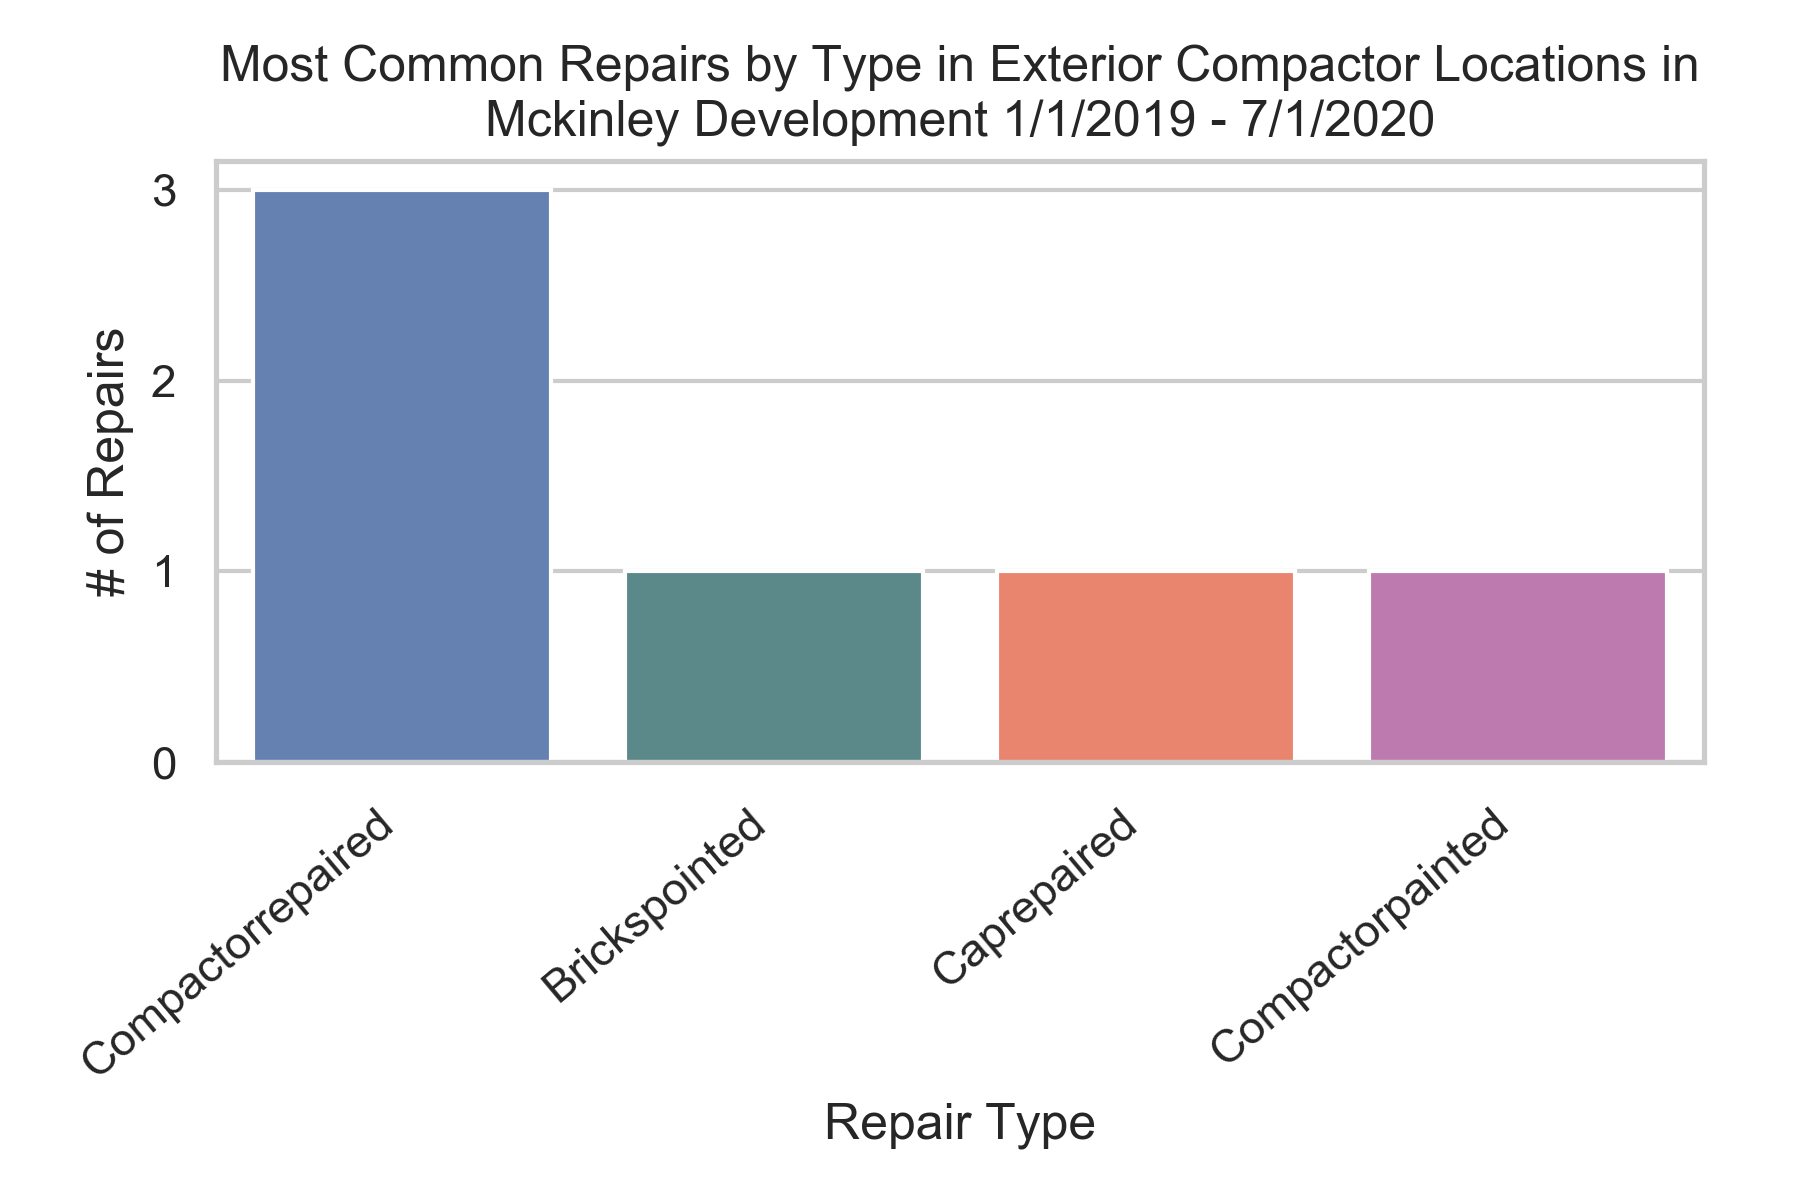 Most Common Repairs by Type in Exterior Compactor Locations in
Mckinley Development 1/1/2019 - 7/1/2020
# of Repairs
3
2
1
0
Compactorrepaired
Brickspointed
Caprepaired
Compactorpainted
Repair Type